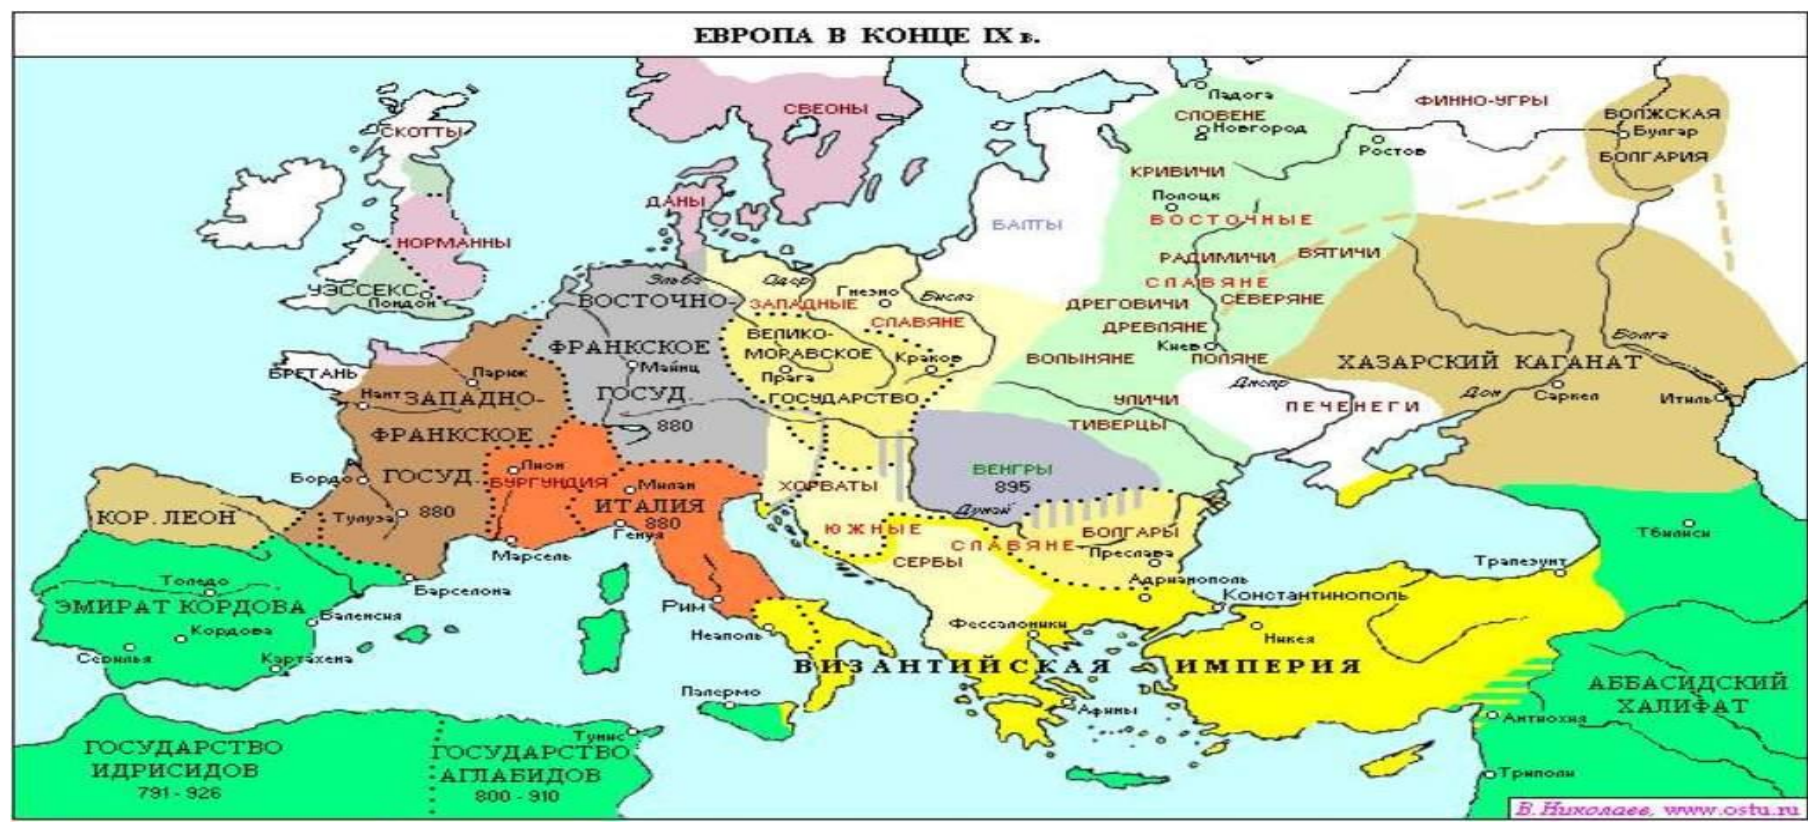 ЕВРОПА В КОНЦЕ IX в.
СВЕОНЫ
СКОТТЫ
ДАНЫ
НОРМАННЫ
УЭССЕКС
Лондон
БРЕТАНЬ
Ладога
СЛОВЕНЕ
Новгород
ФИННО-УГРЫ
Ростов
ВОЛЖСКАЯ
Булгар
БОЛГАРИЯ
КРИВИЧИ
Полоцк
БАЛТЫ
ВОСТОЧНЫЕ
РАДИМИЧИ
ВЯТИЧИ
СЛАВЯНЕ
СЕВЕРЯНЕ
ДРЕГОВИЧИ
ДРЕВЛЯНЕ
Киев
ВОЛЫНЯНЕ
ПОЛЯНЕ
Днепр
УЛИЧИ
ТИВЕРЦЫ
ПЕЧЕНЕГИ
Волга
ХАЗАРСКИЙ КАГАНАТ
Дон
Саркел
Итиль
Эльба
Одер
Гнезно
Висла
ЗАПАДНЫЕ
СЛАВЯНЕ
ВЕЛИКО-
МОРАВСКОЕ
Краков
Прага
ГОСУДАРСТВО
ВОСТОЧНО-
ФРАНКСКОЕ
Майнц
ГОСУД.
880
Париж
Нант
ЗАПАДНО-
ФРАНКСКОЕ
ГОСУД.
880
Бордо
Тулуза
Лион
БУРГУНДИЯ
Марсель
Милан
ИТАЛИЯ
880
Генуя
Рим
Неаполь
Палермо
КОР. ЛЕОН
Толедо
ЭМИРАТ КОРДОВА
Кордова
Севилья
Картахена
Валенсия
Барселона
ВЕНГРЫ
895
Дунай
ХОРВАТЫ
ЮЖНЫЕ
СЛАВЯНЕ
СЕРБЫ
БОЛГАРЫ
Преслава
Адрианополь
Константинополь
Фессалоники
Никея
Трапезунт
Тбилиси
ВИЗАНТИЙСКАЯ ИМПЕРИЯ
Афины
АББАСИДСКИЙ
ХАЛИФАТ
Антиохия
Триполи
ГОСУДАРСТВО
ИДРИСИДОВ
791 - 926
Тунис
ГОСУДАРСТВО
АГЛАБИДОВ
800 - 910
В. Николаев, www.ostu.ru